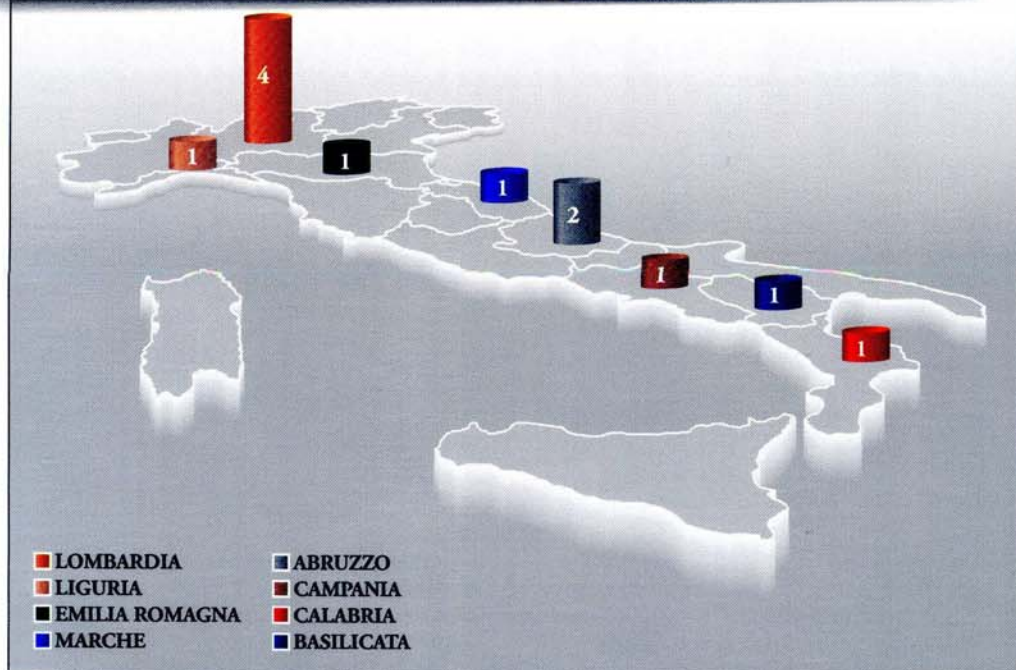 4
1
1
1
2
1
1
1
LOMBARDIA
LIGURIA
EMILIA ROMAGNA
MARCHE
ABRUZZO
CAMPANIA
CALABRIA
BASILICATA